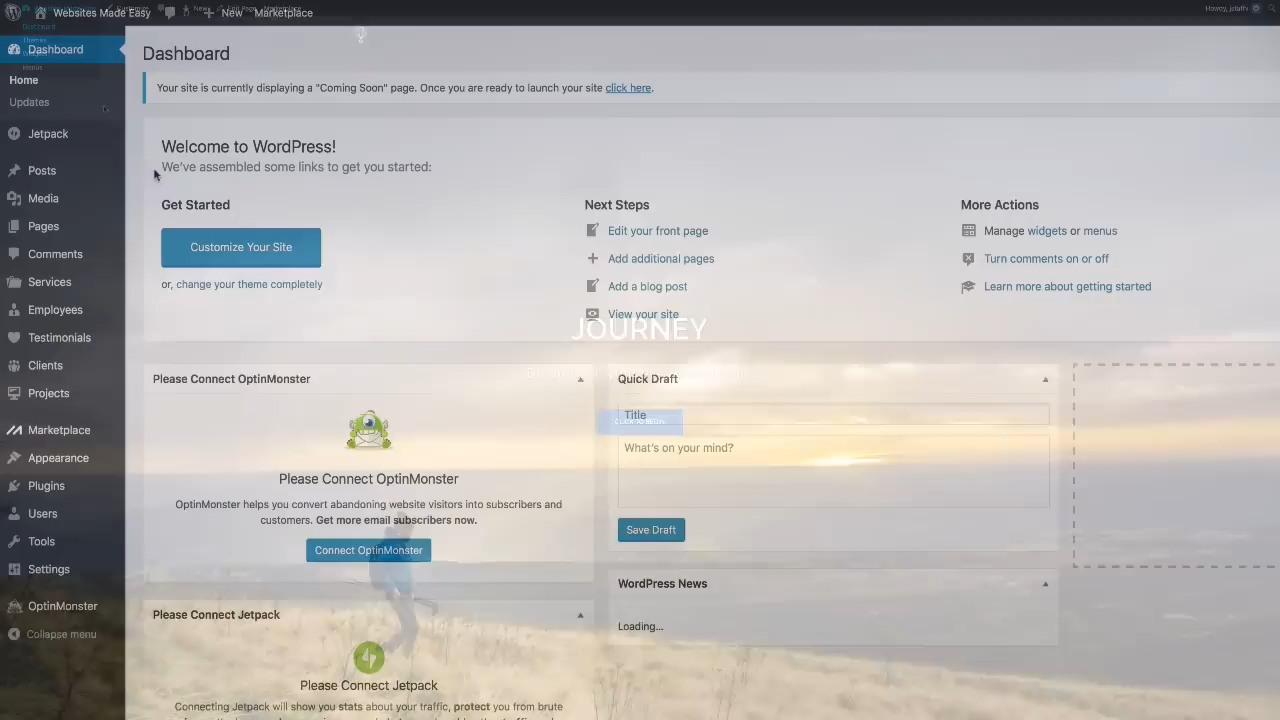 Websites Made Easy
0
New
Marketplace
Howdy,
Dashboard
Home
Updates
Jetpack
Posts
Media
Pages
Comments
Services
Employees
Testimonials
Clients
Projects
Marketplace
Appearance
Plugins
Users
Tools
Settings
OptinMonster
Collapse menu
Dashboard
Your site is currently displaying a "Coming Soon" page. Once you are ready to launch your site click here.
Welcome to WordPress!
We've assembled some links to get you started:
Get Started
Customize Your Site
or, change your theme completely
Next Steps
Edit your front page
Add additional pages
Add a blog post
View your site
More Actions
Manage widgets or menus
Turn comments on or off
Learn more about getting started
JOURNEY
CLICK TO BEGIN
Please Connect OptinMonster
Please Connect OptinMonster
OptinMonster helps you convert abandoning website visitors into subscribers and
customers. Get more email subscribers now.
Connect OptinMonster
Please Connect Jetpack
Please Connect Jetpack
Connecting Jetpack will show you stats about your traffic, protect you from brute
Quick Draft
Title
What's on your mind?
Save Draft
WordPress News
Loading...